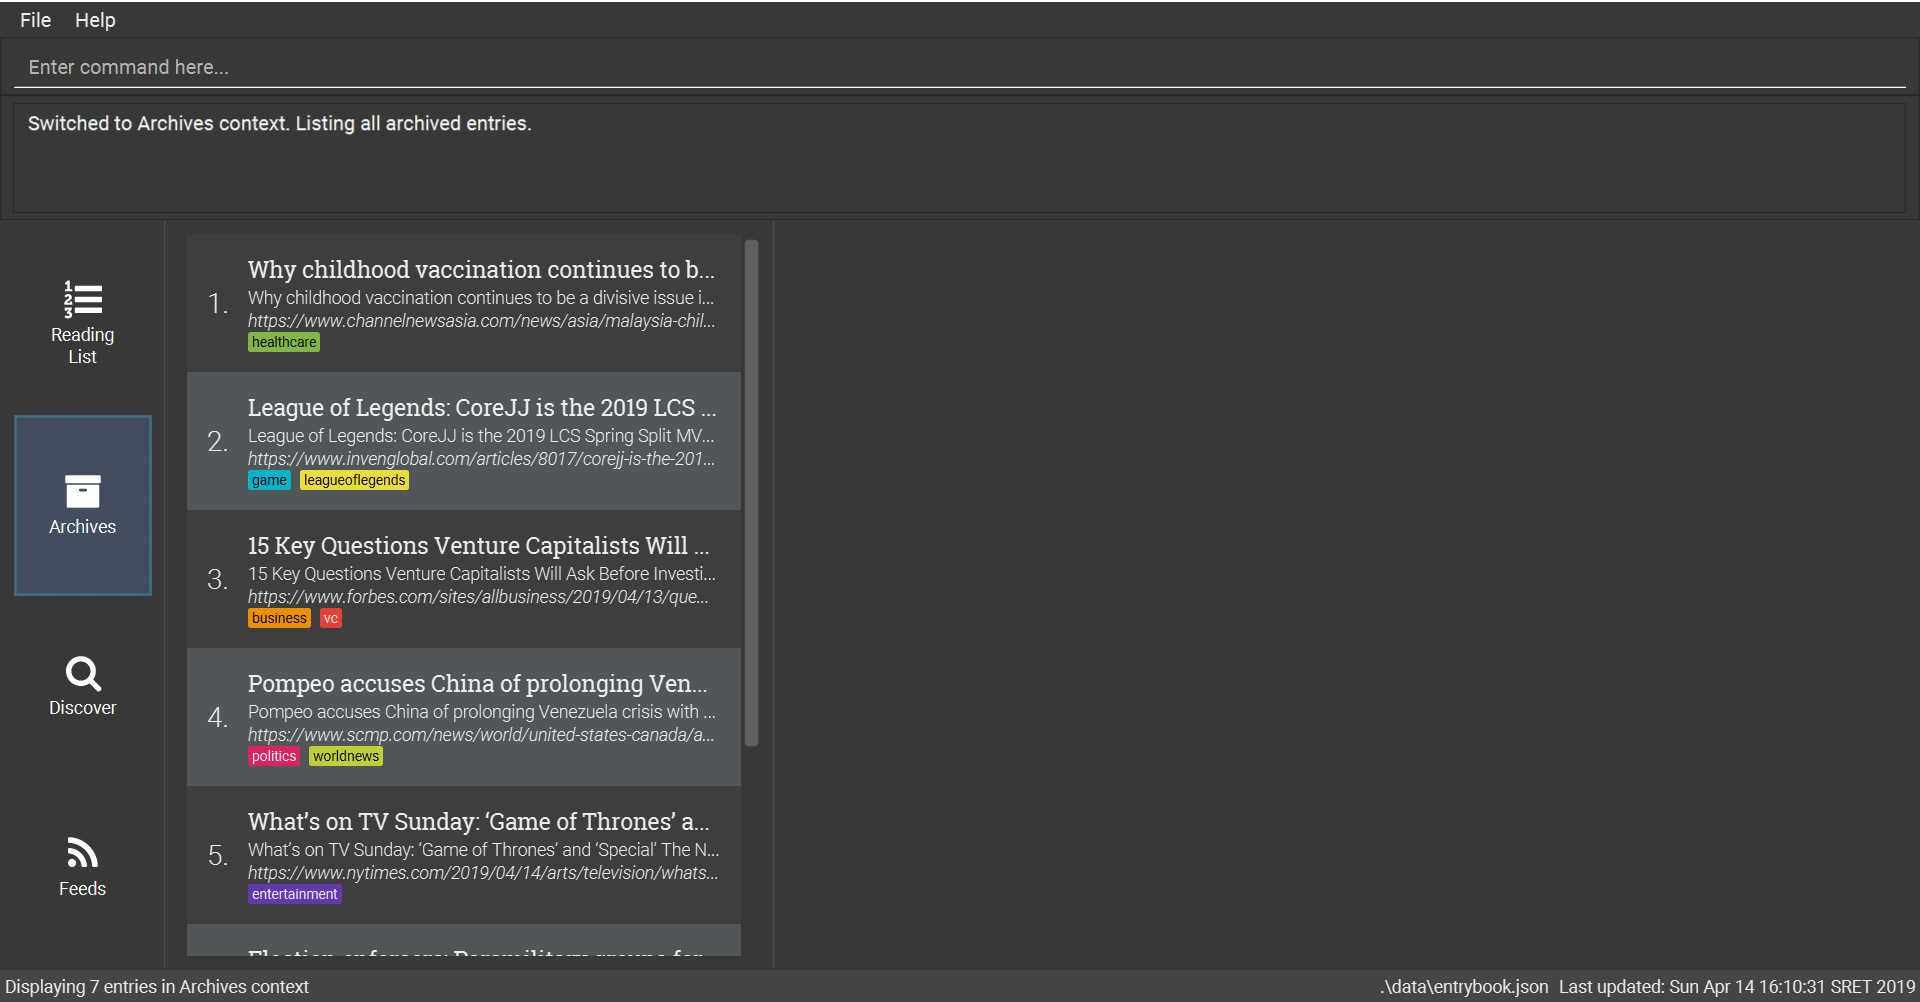 File Help
Enter command here...
Switched to Archives context. Listing all archived entries.
Reading
List
Archives
Discover
Feeds
1.
Why childhood vaccination continues to b...
Why childhood vaccination continues to be a divisive issue i...
https://www.channelnewsasia.com/news/asia/malaysia-chil...
healthcare
2.
League of Legends: CoreJJ is the 2019 LCS ...
League of Legends: CoreJJ is the 2019 LCS Spring Split MV...
https://www.invenglobal.com/articles/8017/corejj-is-the-201...
game leagueoflegends
3.
15 Key Questions Venture Capitalists Will ...
15 Key Questions Venture Capitalists Will Ask Before Investi...
https://www.forbes.com/sites/allbusiness/2019/04/13/que...
business vc
4.
Pompeo accuses China of prolonging Ven...
Pompeo accuses China of prolonging Venezuela crisis with ...
https://www.scmp.com/news/world/united-states-canada/a...
politics worldnews
5.
What’s on TV Sunday: ‘Game of Thrones’ a...
What’s on TV Sunday: ‘Game of Thrones’ and ‘Special’ The N...
https://www.nytimes.com/2019/04/14/arts/television/whats...
entertainment
Election enforcers: Paramilitary groups for
Displaying 7 entries in Archives context
.\data\entrybook.json Last updated: Sun Apr 14 16:10:31 SRET 2019